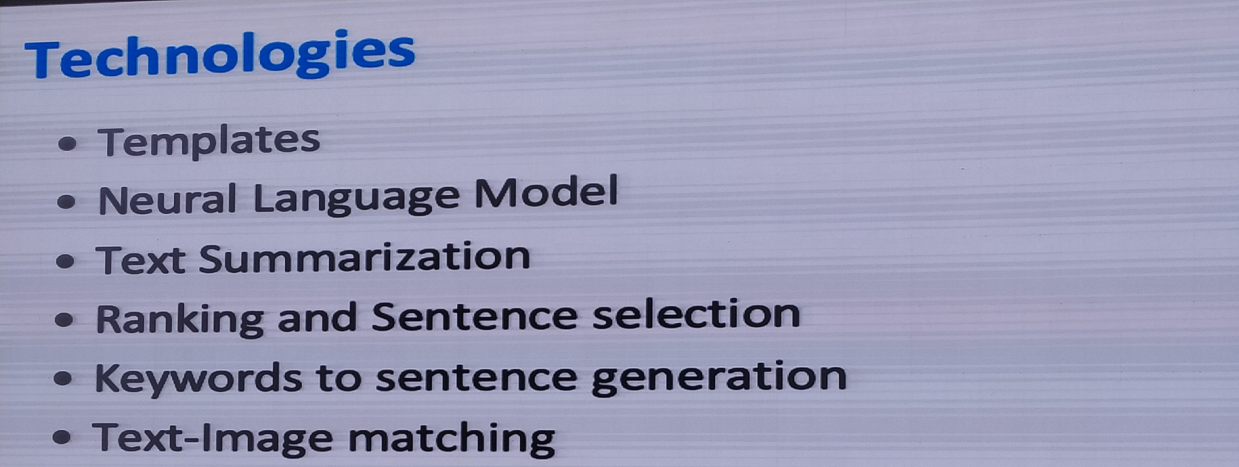 Technologies
• Templates
• Neural Language Model
• Text Summarization
• Ranking and Sentence selection
• Keywords to sentence generation
• Text-Image matching